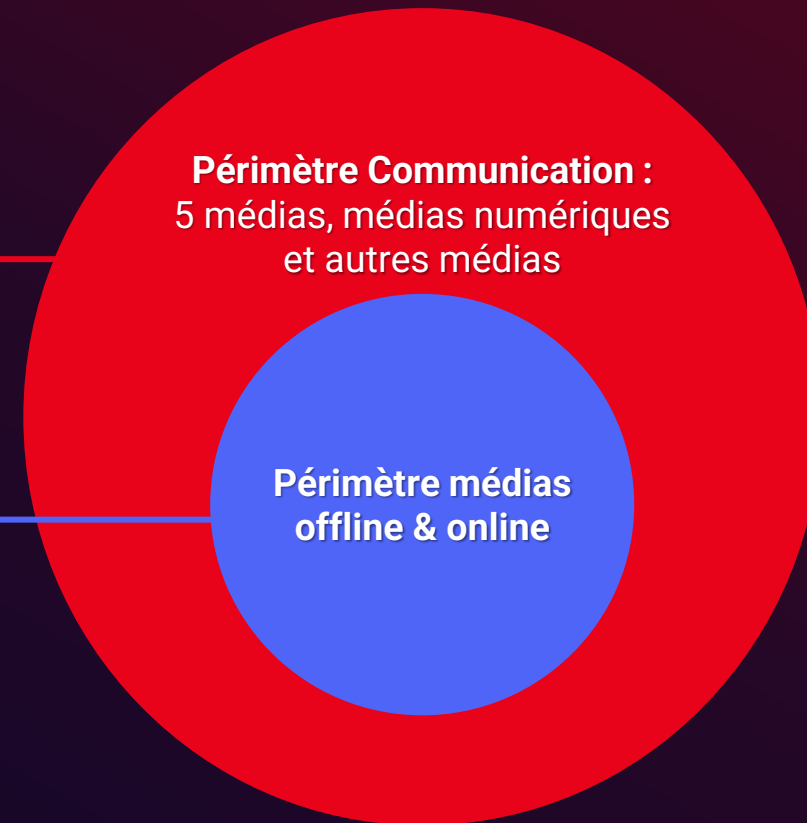 Périmètre Communication :
5 médias, médias numériques
et autres médias
Périmètre médias
offline & online